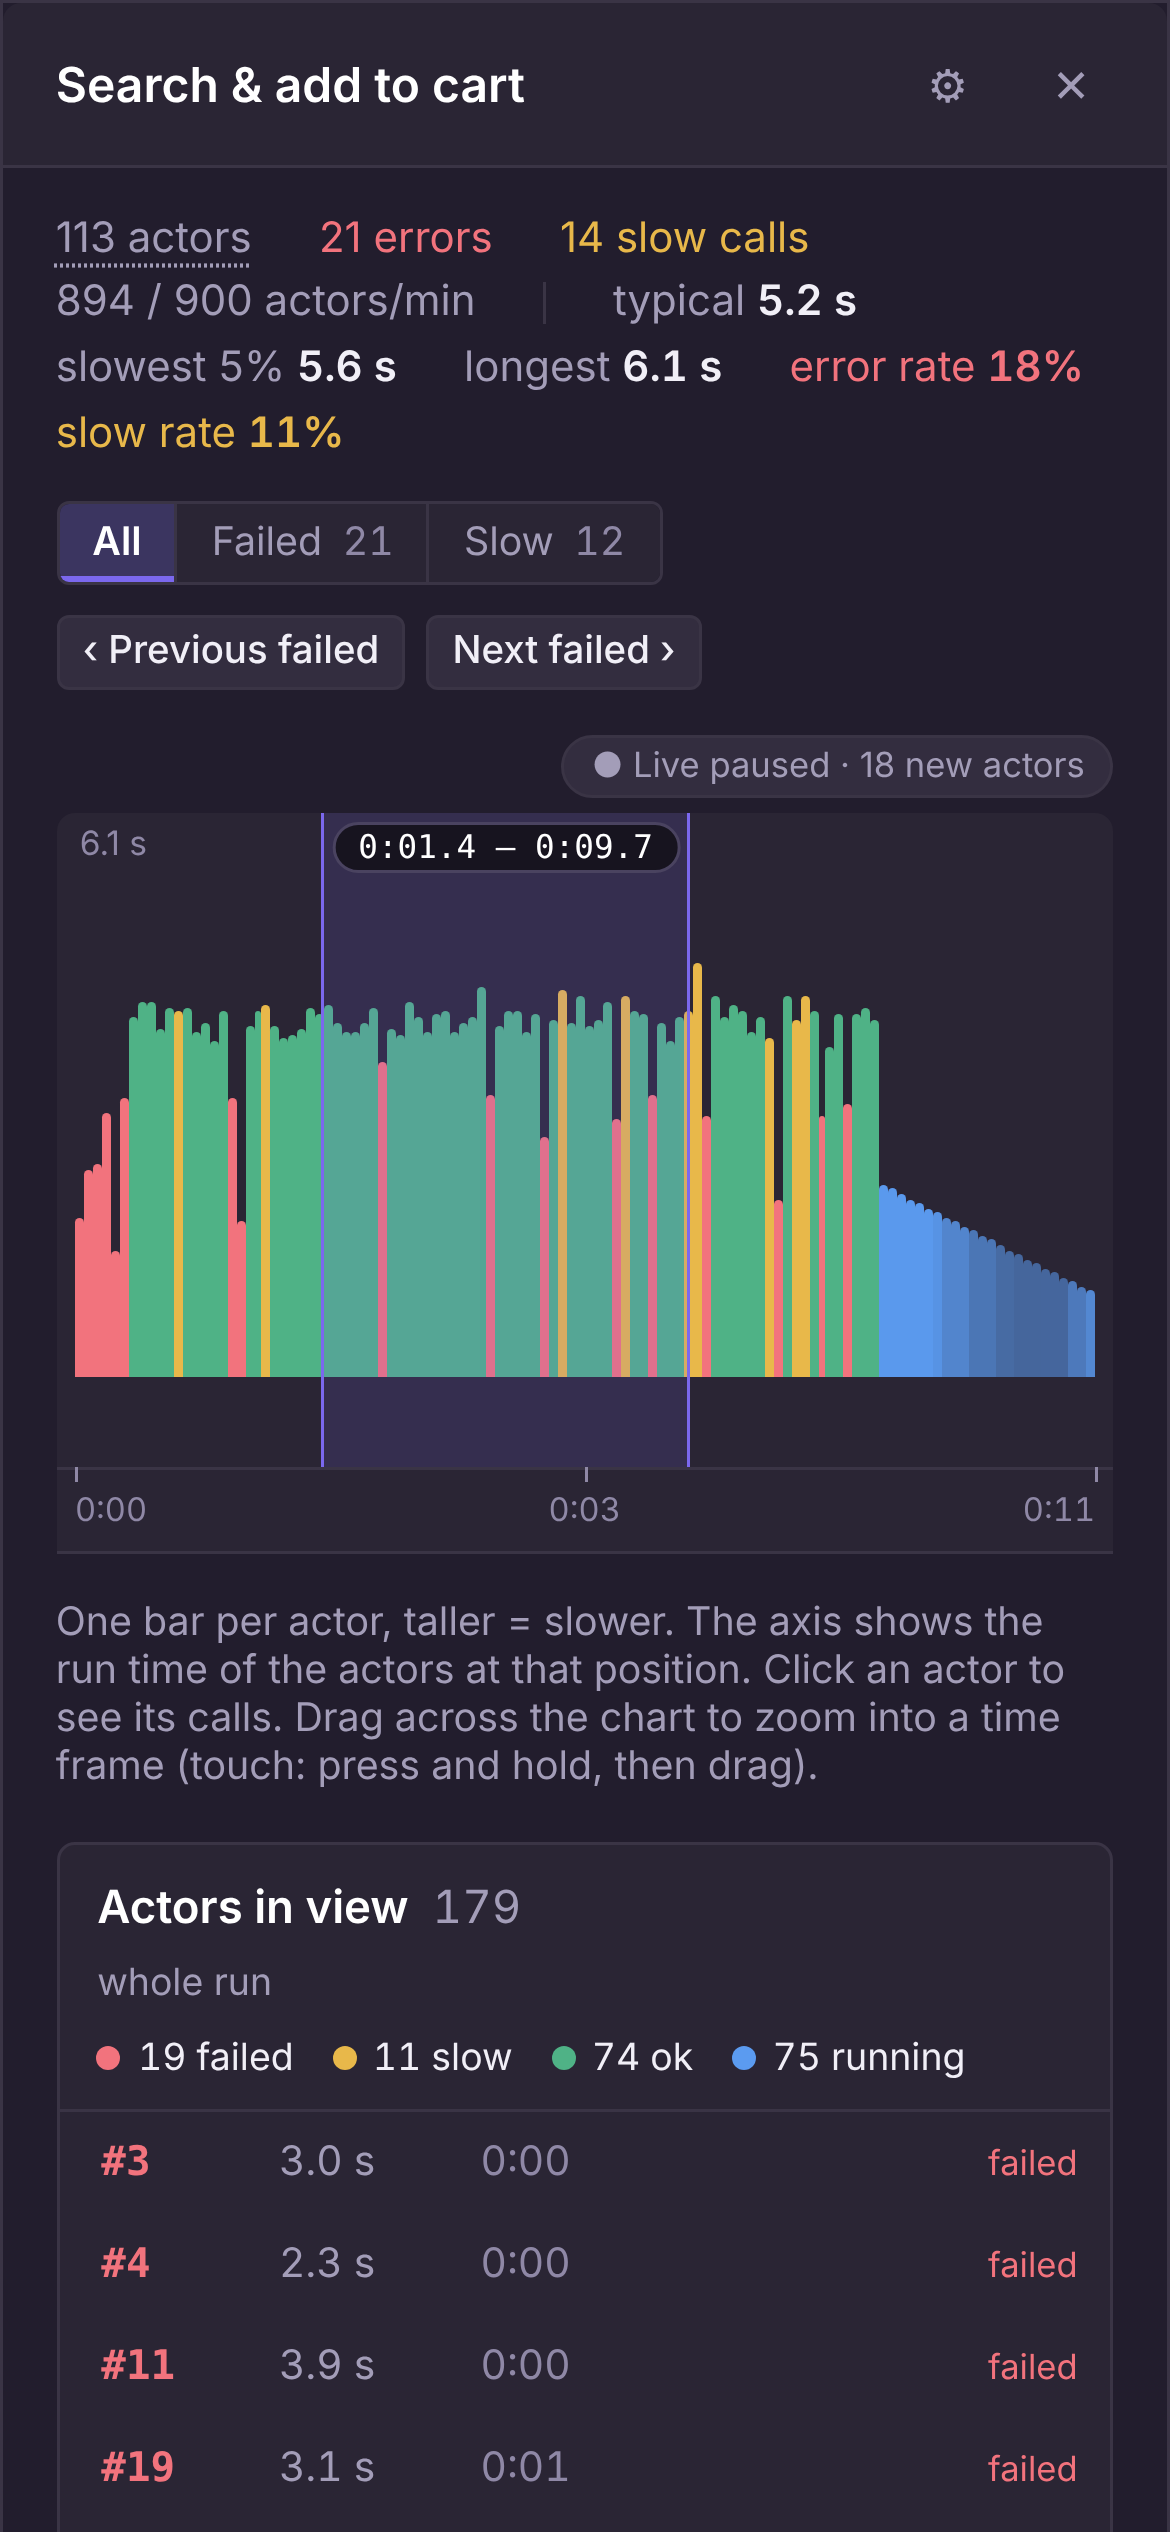 Search & add to cart ⚙ ✕
113 actors 21 errors 14 slow calls
894 / 900 actors/min typical 5.2 s
slowest 5% 5.6 s longest 6.1 s error rate 18%
slow rate 11%
All Failed 21 Slow 12
‹ Previous failed Next failed ›
Live paused · 18 new actors
6.1 s 0:01.4 – 0:09.7
0:00 0:03 0:11
One bar per actor, taller = slower. The axis shows the
run time of the actors at that position. Click an actor to
see its calls. Drag across the chart to zoom into a time
frame (touch: press and hold, then drag).
Actors in view 179
whole run
19 failed 11 slow 74 ok 75 running
#3 3.0 s 0:00 failed
#4 2.3 s 0:00 failed
#11 3.9 s 0:00 failed
#19 3.1 s 0:01 failed